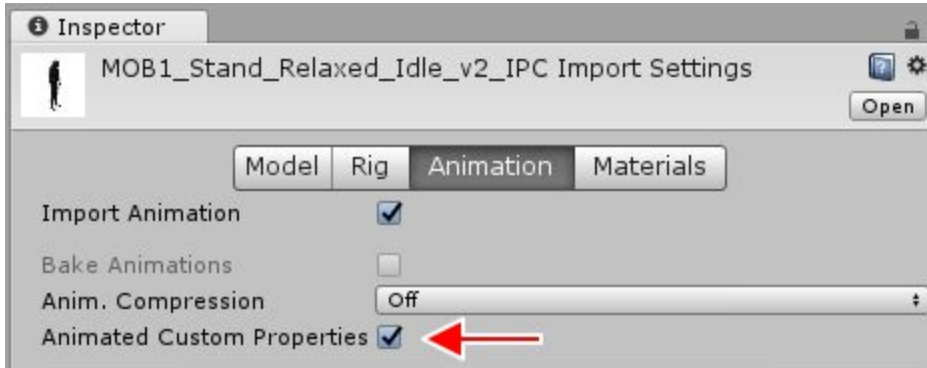 Inspector
MOB1_Stand_Relaxed_Idle_v2_IPC Import Settings
Open
Model Rig Animation Materials
Import Animation
Bake Animations
Anim. Compression Off
Animated Custom Properties